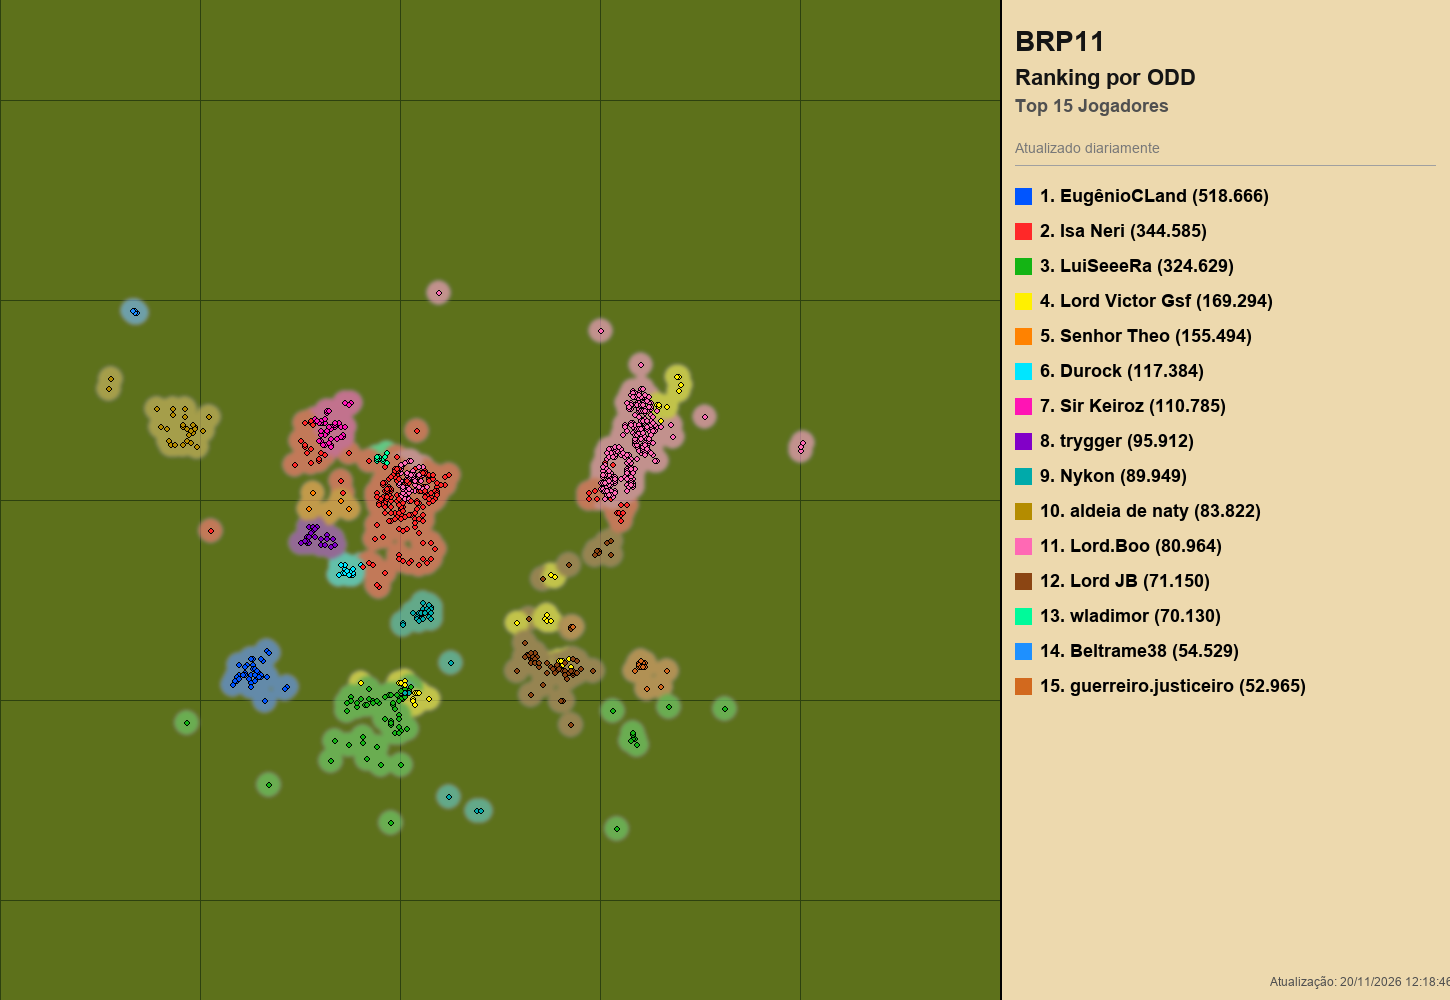 BRP11
Ranking por ODD
Top 15 Jogadores
Atualizado diariamente
1. EugênioCLand (518.666)
2. Isa Neri (344.585)
3. LuiSeeeRa (324.629)
4. Lord Victor Gsf (169.294)
5. Senhor Theo (155.494)
6. Durock (117.384)
7. Sir Keiroz (110.785)
8. trygger (95.912)
9. Nykon (89.949)
10. aldeia de naty (83.822)
11. Lord.Boo (80.964)
12. Lord JB (71.150)
13. wladimor (70.130)
14. Beltrame38 (54.529)
15. guerreiro.justiceiro (52.965)
Atualização: 20/11/2026 12:18:46